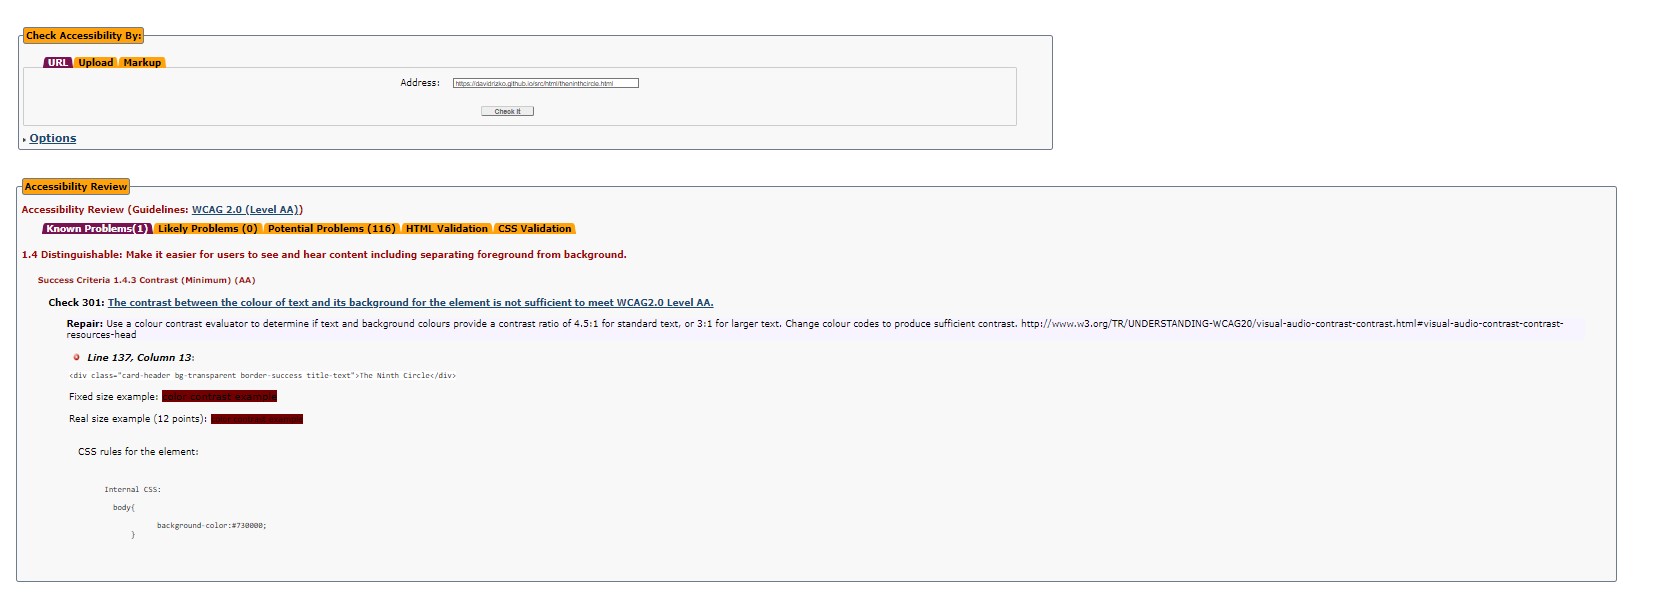 Check Accessibility By:
URL Upload Markup
Address: https://davidrizko.github.io/src/html/theninthcircle.html
Check It
Options
Accessibility Review
Accessibility Review (Guidelines: WCAG 2.0 (Level AA))
Known Problems(1) Likely Problems (0) Potential Problems (116) HTML Validation CSS Validation
1.4 Distinguishable: Make it easier for users to see and hear content including separating foreground from background.
Success Criteria 1.4.3 Contrast (Minimum) (AA)
Check 301: The contrast between the colour of text and its background for the element is not sufficient to meet WCAG2.0 Level AA.
Repair: Use a colour contrast evaluator to determine if text and background colours provide a contrast ratio of 4.5:1 for standard text, or 3:1 for larger text. Change colour codes to produce sufficient contrast. http://www.w3.org/TR/UNDERSTANDING-WCAG20/visual-audio-contrast-contrast.html#visual-audio-contrast-contrast-
resources-head
Line 137, Column 13:
<div class="card-header bg-transparent border-success title-text">The Ninth Circle</div>
Fixed size example: color contrast example
Real size example (12 points):
CSS rules for the element:
Internal CSS:
body{
background-color:#730000;
}